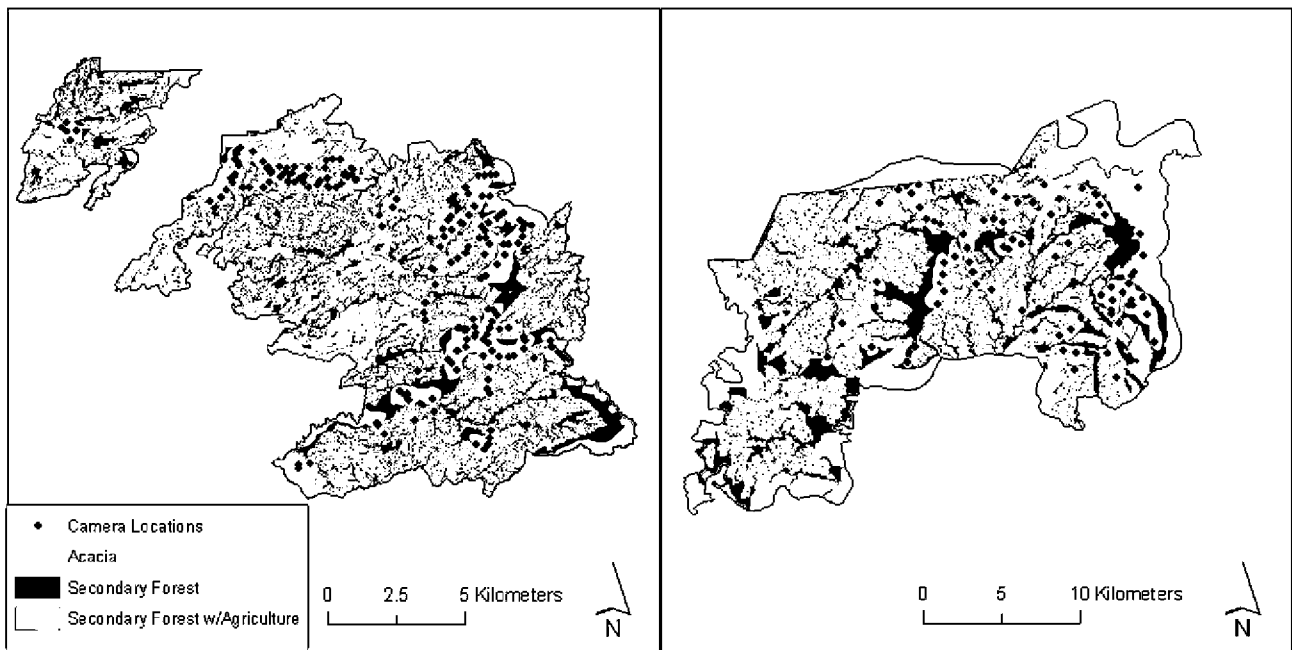 Camera Locations
Acacia
Secondary Forest
Secondary Forest w/Agriculture
0 2.5 5 Kilometers
N
0 5 10 Kilometers
N